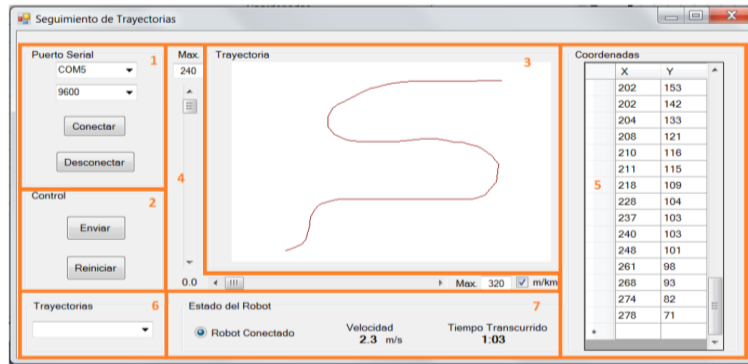 Seguimiento de Trayectorias
Puerto Serial
1
COM5
9600
Conectar
Desconectar
Control
2
Enviar
Reiniciar
Trayectorias
6
Max.
240
4
0.0
Trayectoria
3
Max. 320 m/km
Estado del Robot
7
Robot Conectado
Velocidad
2.3 m/s
Tiempo Transcurrido
1:03
Coordenadas
5
X Y
202 153
202 142
204 133
208 121
210 116
211 115
218 109
228 104
237 103
240 103
248 101
261 98
268 93
274 82
278 71
*